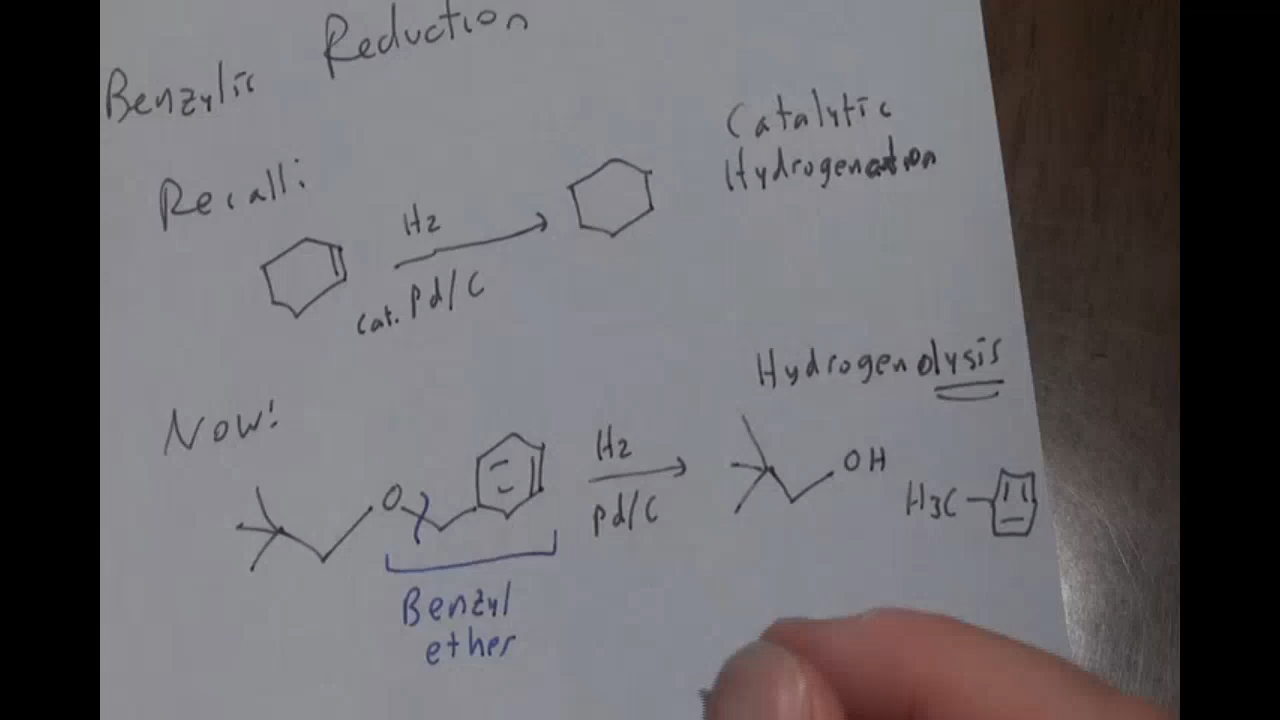 Benzylic Reduction
Recall:
H2
cat. Pd/C
Catalytic
Hydrogenation
Now!
O
H2
Pd/C
Hydrogenolysis
OH
H3C
Benzyl
ether